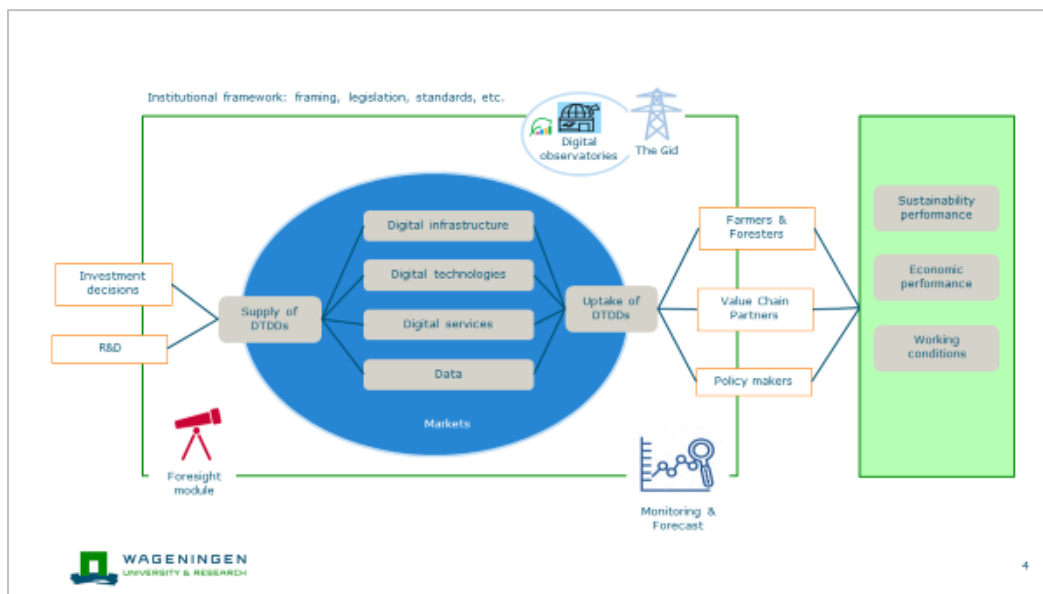 Institutional framework: framing, legislation, standards, etc.
Digital
observatories
The Gid
Investment
decisions
R&D
Supply of
DTDDs
Digital infrastructure
Digital technologies
Digital services
Data
Markets
Uptake of
DTDDs
Farmers &
Foresters
Value Chain
Partners
Policy makers
Sustainability
performance
Economic
performance
Working
conditions
Foresight
module
Monitoring &
Forecast
WAGENINGEN
UNIVERSITY & RESEARCH
4